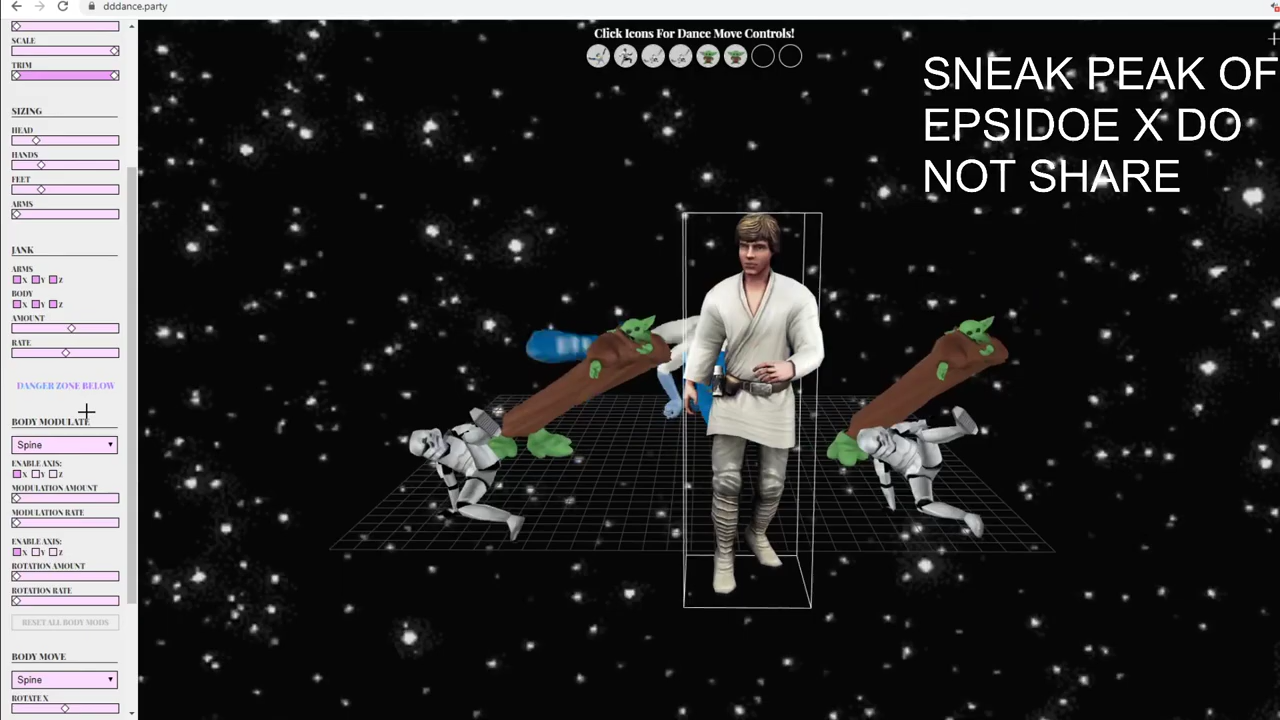 dddance.party
SCALE
TRIM
SIZING
HEAD
HANDS
FEET
ARMS
JANK
ARMS
X Y Z
BODY
X Y Z
AMOUNT
RATE
DANGER ZONE BELOW
BODY MODULATE
Spine
ENABLE AXIS:
X Y Z
MODULATION AMOUNT
MODULATION RATE
ENABLE AXIS:
X Y Z
ROTATION AMOUNT
ROTATION RATE
RESET ALL BODY MODS
BODY MOVE
Spine
ROTATE X
Click Icons For Dance Move Controls!
SNEAK PEAK OF
EPSIDOE X DO
NOT SHARE